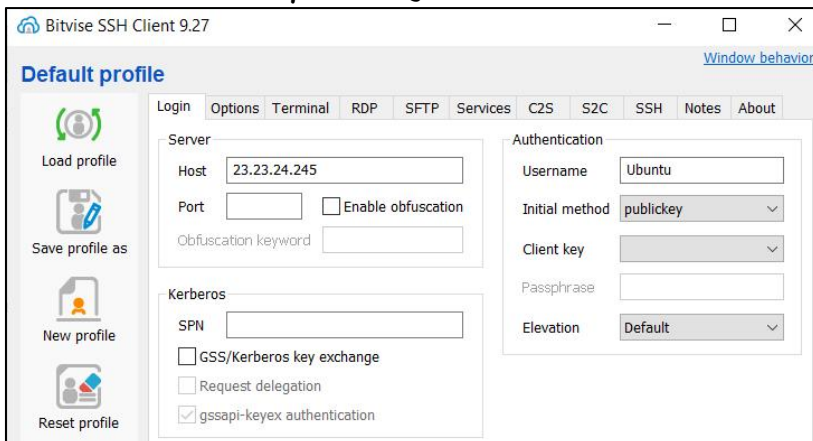 Bitvise SSH Client 9.27
Default profile
Window behavior
Load profile
Save profile as
New profile
Reset profile
Login Options Terminal RDP SFTP Services C2S S2C SSH Notes About
Server
Host 23.23.24.245
Port Enable obfuscation
Obfuscation keyword
Kerberos
SPN
GSS/Kerberos key exchange
Request delegation
gssapi-keyex authentication
Authentication
Username Ubuntu
Initial method publickey
Client key
Passphrase
Elevation Default